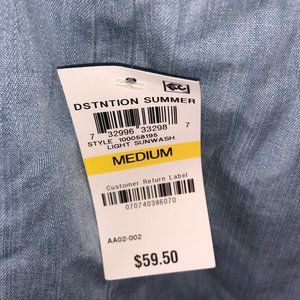 DSTNTION SUMMER
7 32996 33298 7
STYLE 100058195
LIGHT SUNWASH
MEDIUM
Customer Return Label
070740386070
AA02-002
$59.50